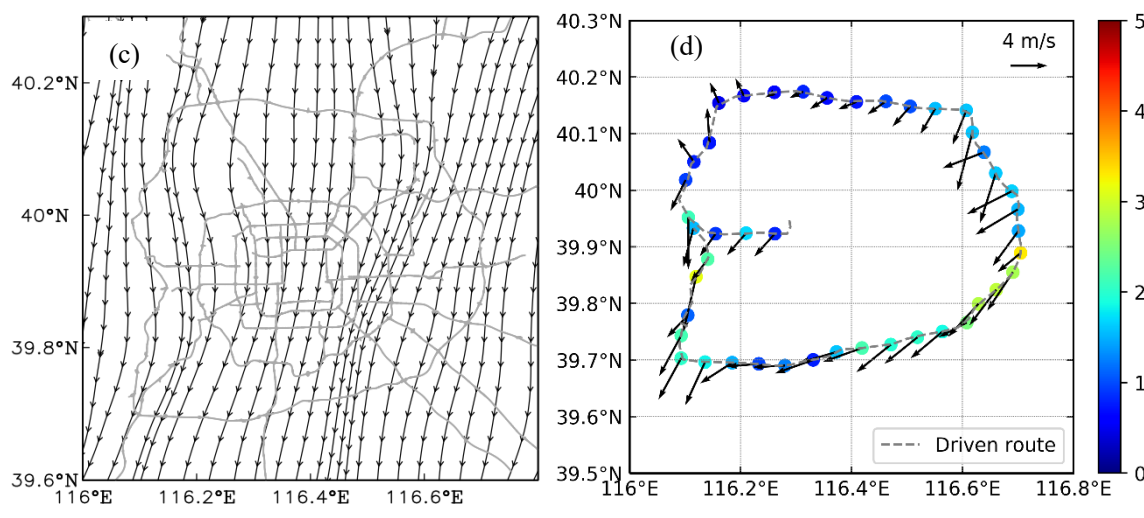 (c)
40.2°N
40°N
39.8°N
39.6°N
116°E
116.2°E
116.4°E
116.6°E
(d)
4 m/s
40.3°N
40.2°N
40.1°N
40°N
39.9°N
39.8°N
39.7°N
39.6°N
39.5°N
Driven route
116°E
116.2°E
116.4°E
116.6°E
116.8°E
5
4
3
2
1
0